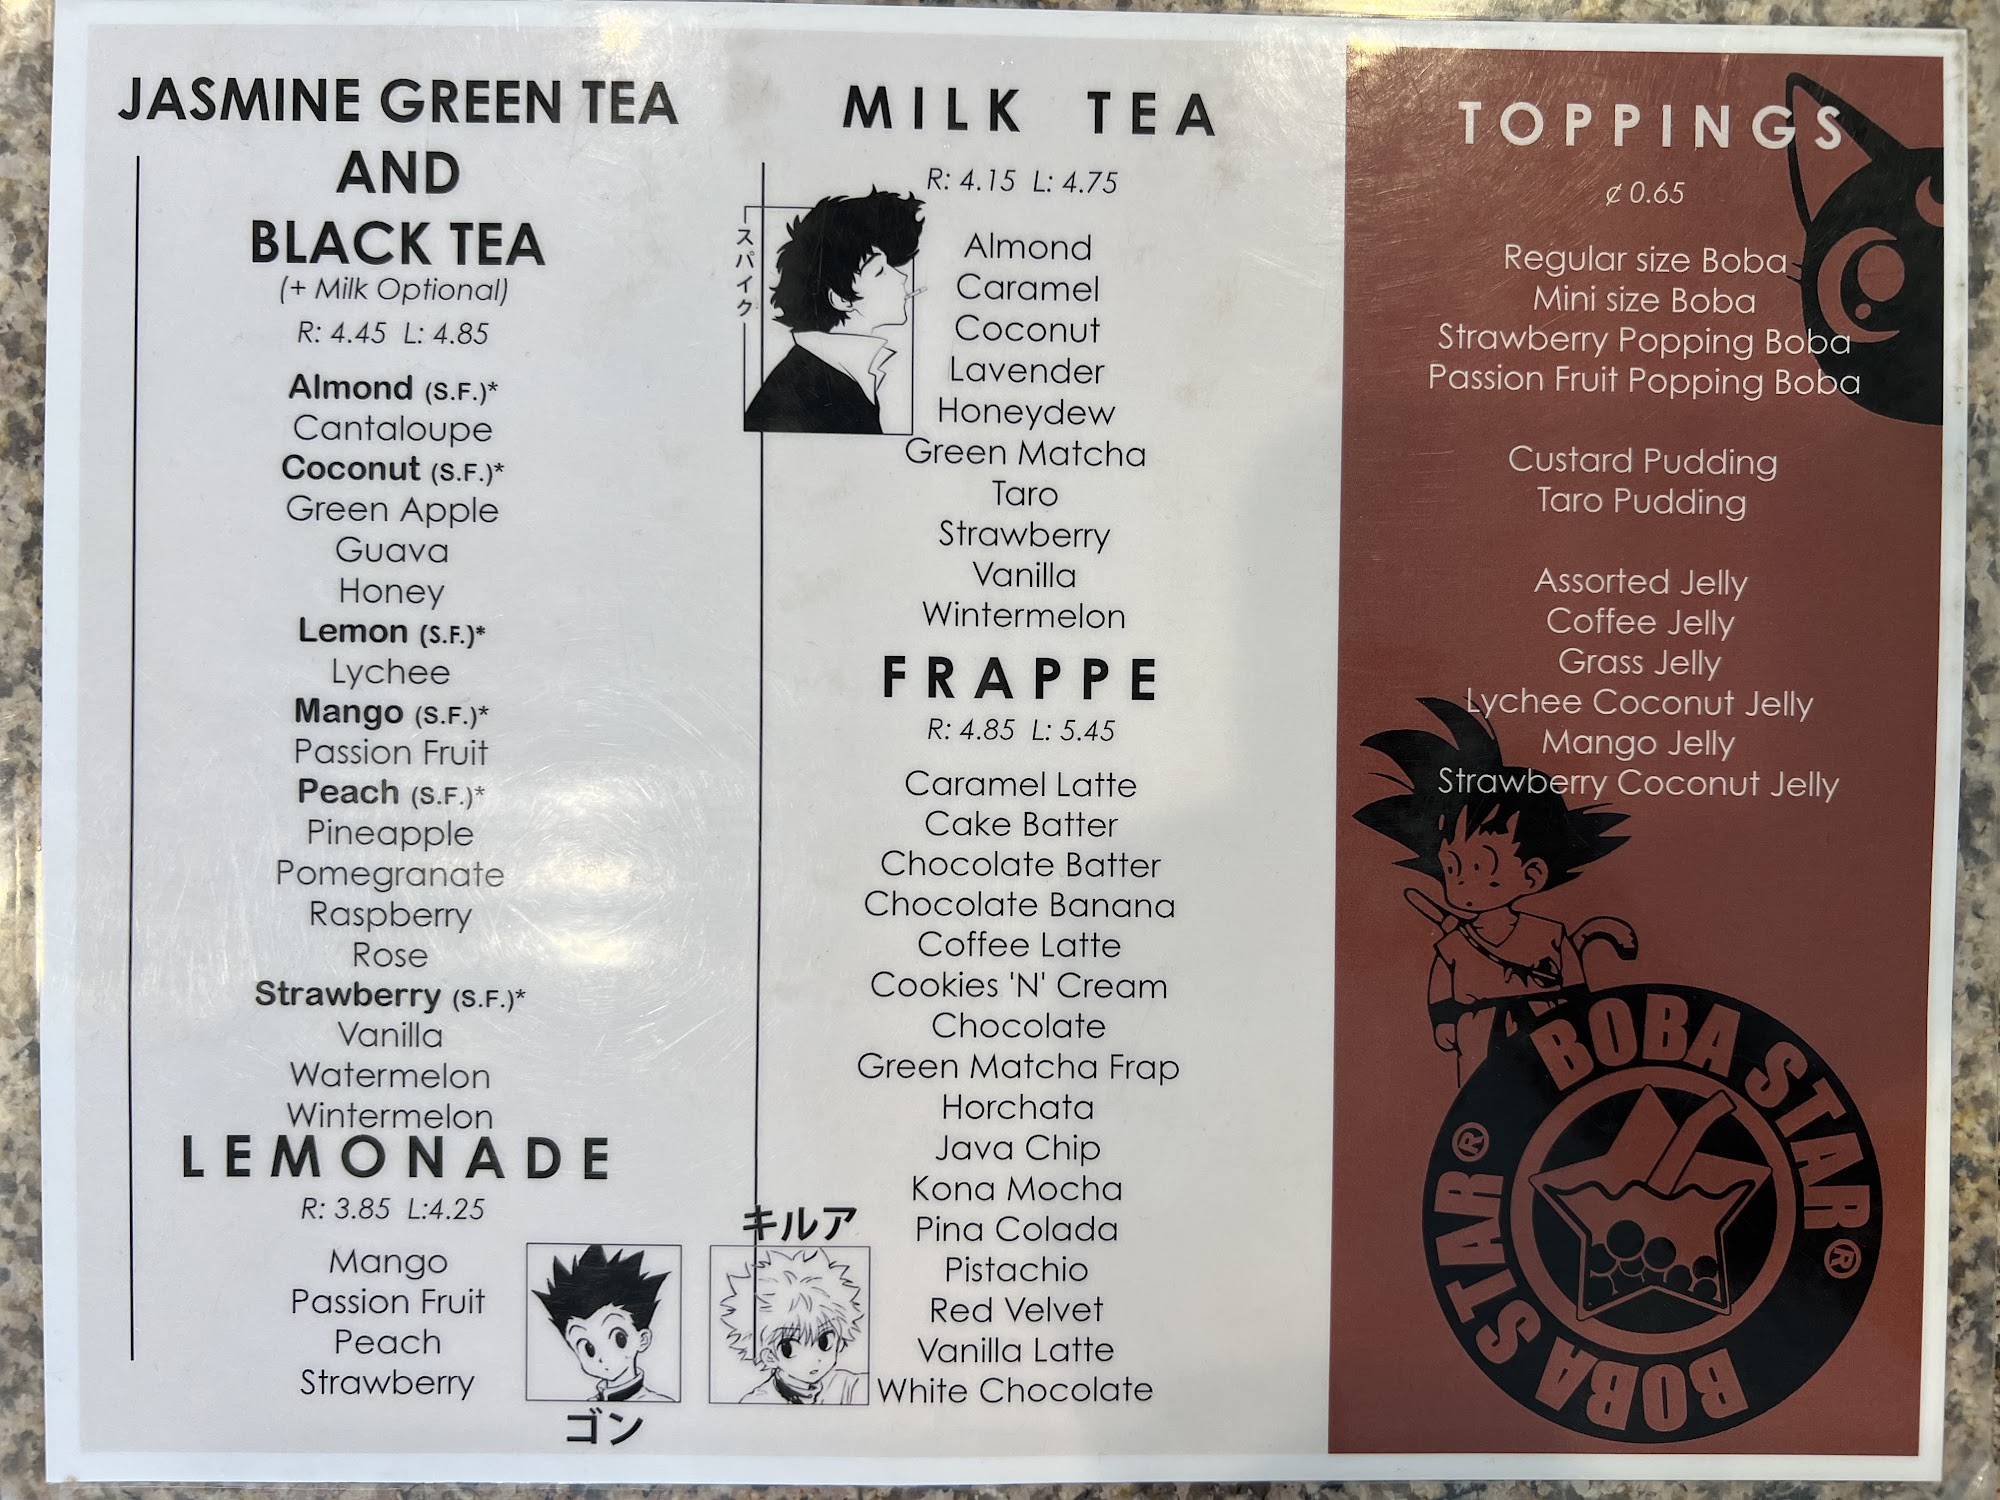 JASMINE GREEN TEA
AND
BLACK TEA
(+ Milk Optional)
R: 4.45 L: 4.85
Almond (S.F.)*
Cantaloupe
Coconut (S.F.)*
Green Apple
Guava
Honey
Lemon (S.F.)*
Lychee
Mango (S.F.)*
Passion Fruit
Peach (S.F.)*
Pineapple
Pomegranate
Raspberry
Rose
Strawberry (S.F.)*
Vanilla
Watermelon
Wintermelon
LEMONADE
R: 3.85 L:4.25
Mango
Passion Fruit
Peach
Strawberry
ゴン
MILK TEA
R: 4.15 L: 4.75
スパイク
Almond
Caramel
Coconut
Lavender
Honeydew
Green Matcha
Taro
Strawberry
Vanilla
Wintermelon
FRAPPE
R: 4.85 L: 5.45
Caramel Latte
Cake Batter
Chocolate Batter
Chocolate Banana
Coffee Latte
Cookies 'N' Cream
Chocolate
Green Matcha Frap
Horchata
Java Chip
Kona Mocha
Pina Colada
Pistachio
Red Velvet
Vanilla Latte
White Chocolate
キルア
TOPPINGS
¢ 0.65
Regular size Boba
Mini size Boba
Strawberry Popping Boba
Passion Fruit Popping Boba
Custard Pudding
Taro Pudding
Assorted Jelly
Coffee Jelly
Grass Jelly
Lychee Coconut Jelly
Mango Jelly
Strawberry Coconut Jelly
BOBA STAR®
BOBA STAR®